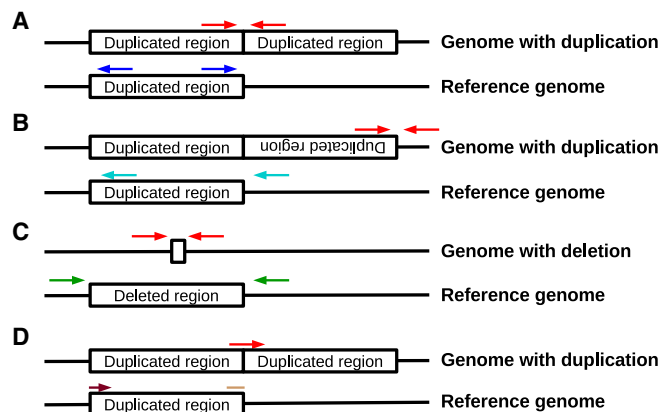 A
Duplicated region Duplicated region Genome with duplication
Duplicated region Reference genome
B
Duplicated region Duplicated region Genome with duplication
Duplicated region Reference genome
C
Genome with deletion
Deleted region Reference genome
D
Duplicated region Duplicated region Genome with duplication
Duplicated region Reference genome